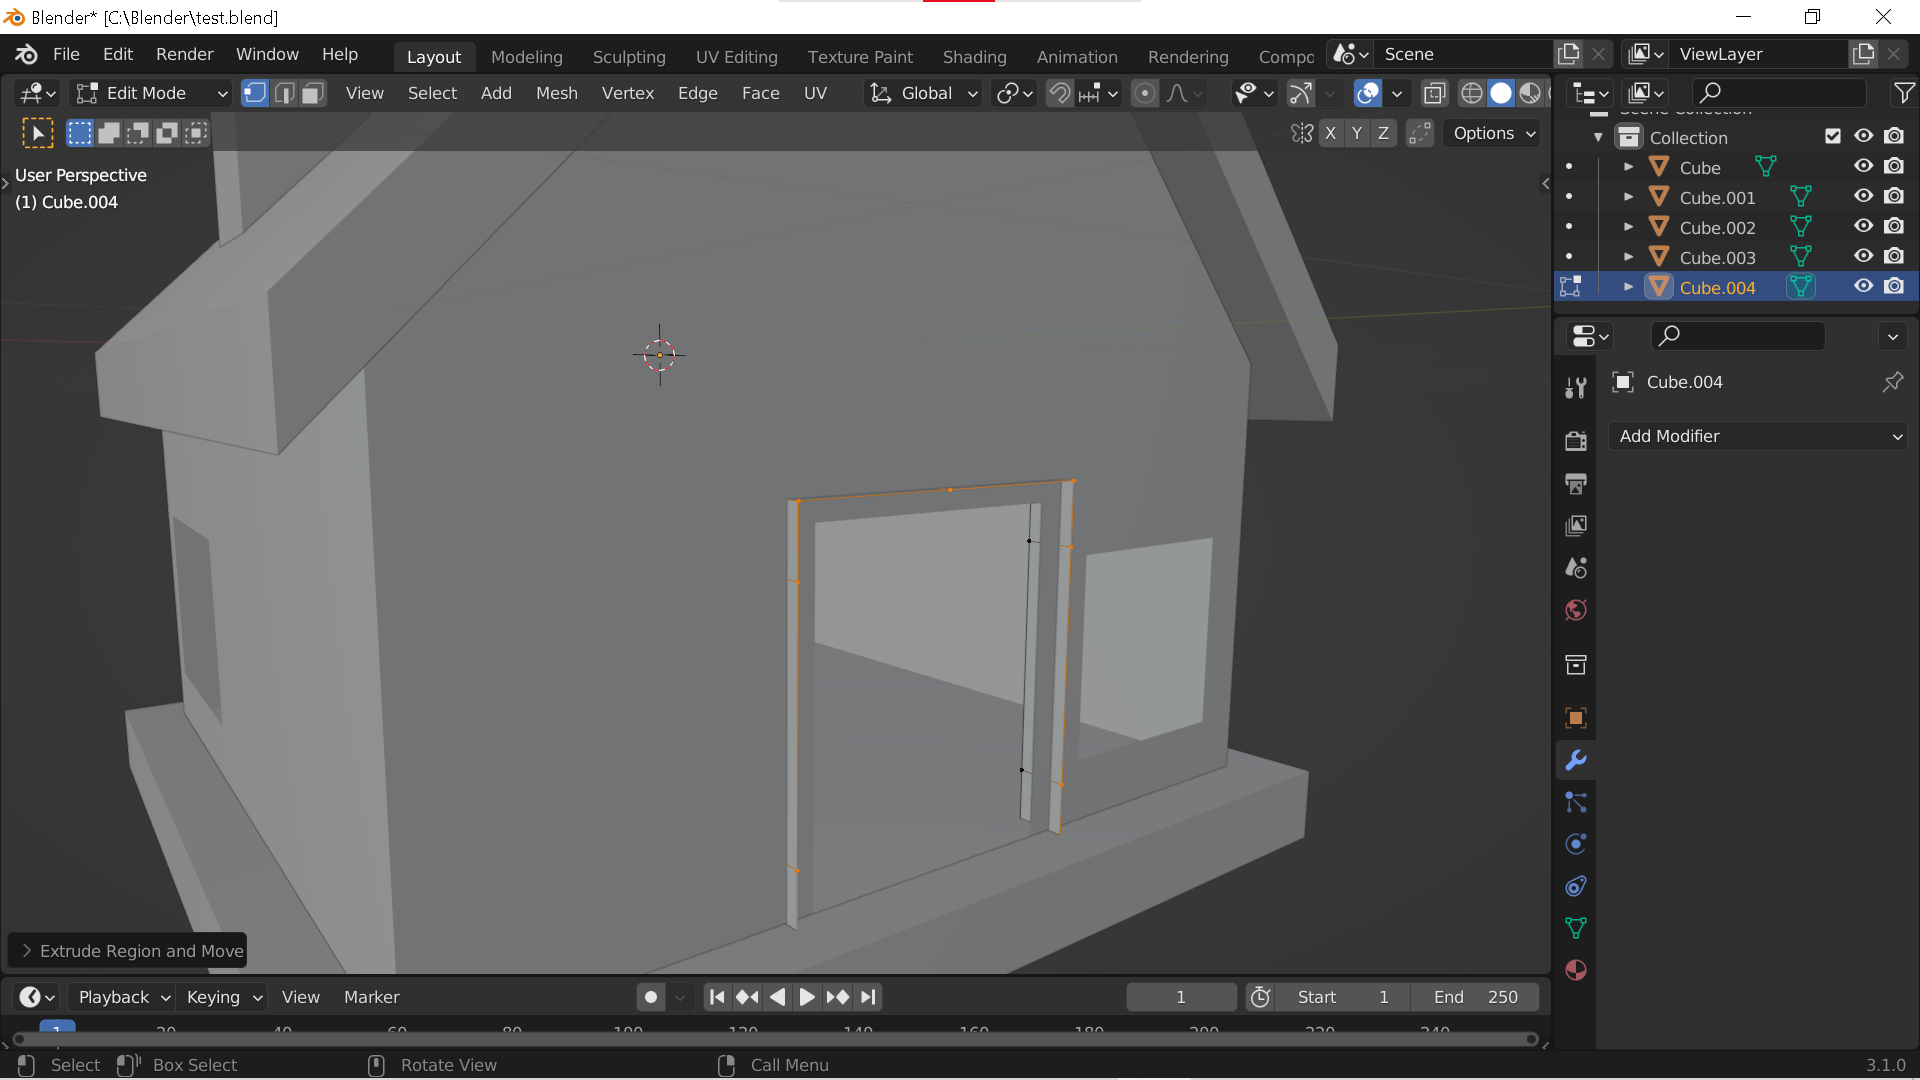 Blender* [C:\Blender\test.blend]
File Edit Render Window Help Layout Modeling Sculpting UV Editing Texture Paint Shading Animation Rendering Compo Scene ViewLayer
Edit Mode View Select Add Mesh Vertex Edge Face UV Global
X Y Z Options
User Perspective
(1) Cube.004
Scene Collection
Collection
Cube
Cube.001
Cube.002
Cube.003
Cube.004
Cube.004
Add Modifier
Extrude Region and Move
Playback Keying View Marker 1 Start 1 End 250
1 20 40 60 80 100 120 140 160 180 200 220 240
Select Box Select Rotate View Call Menu 3.1.0